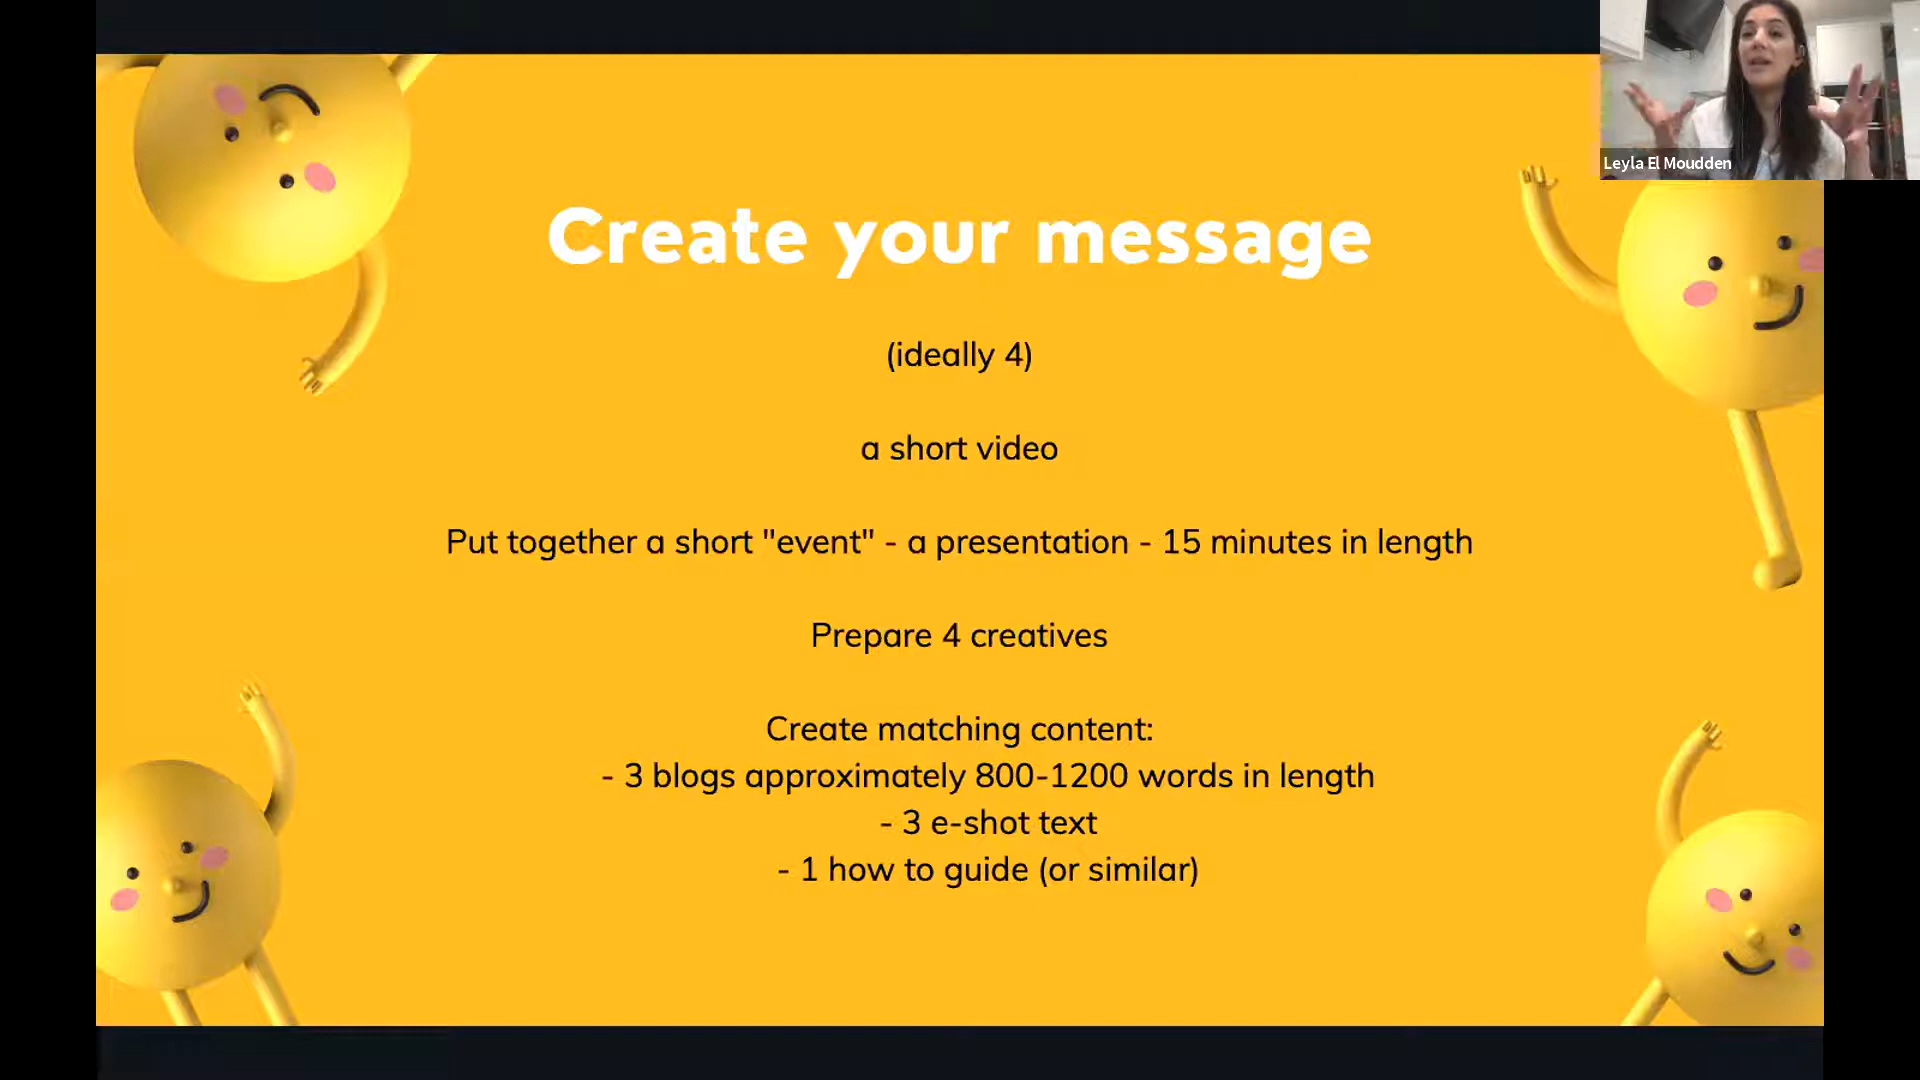 Leyla El Moudden
Create your message
(ideally 4)
a short video
Put together a short "event" - a presentation - 15 minutes in length
Prepare 4 creatives
Create matching content:
- 3 blogs approximately 800-1200 words in length
- 3 e-shot text
- 1 how to guide (or similar)